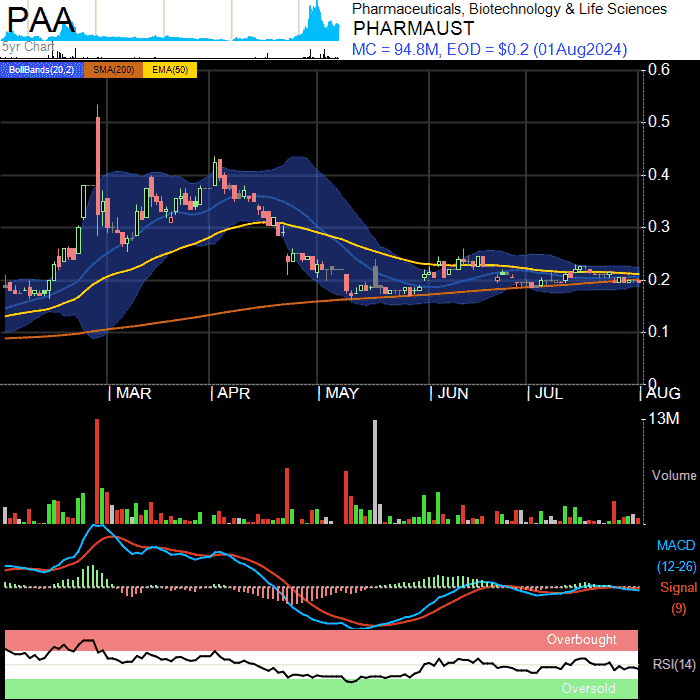 PAA
5yr Chart
Pharmaceuticals, Biotechnology & Life Sciences
PHARMAUST
MC = 94.8M, EOD = $0.2 (01Aug2024)
BollBands(20,2) SMA(200) EMA(50)
0.6
0.5
0.4
0.3
0.2
0.1
0
MAR APR MAY JUN JUL AUG
13M
Volume
MACD
(12-26)
Signal
(9)
Overbought
RSI(14)
Oversold